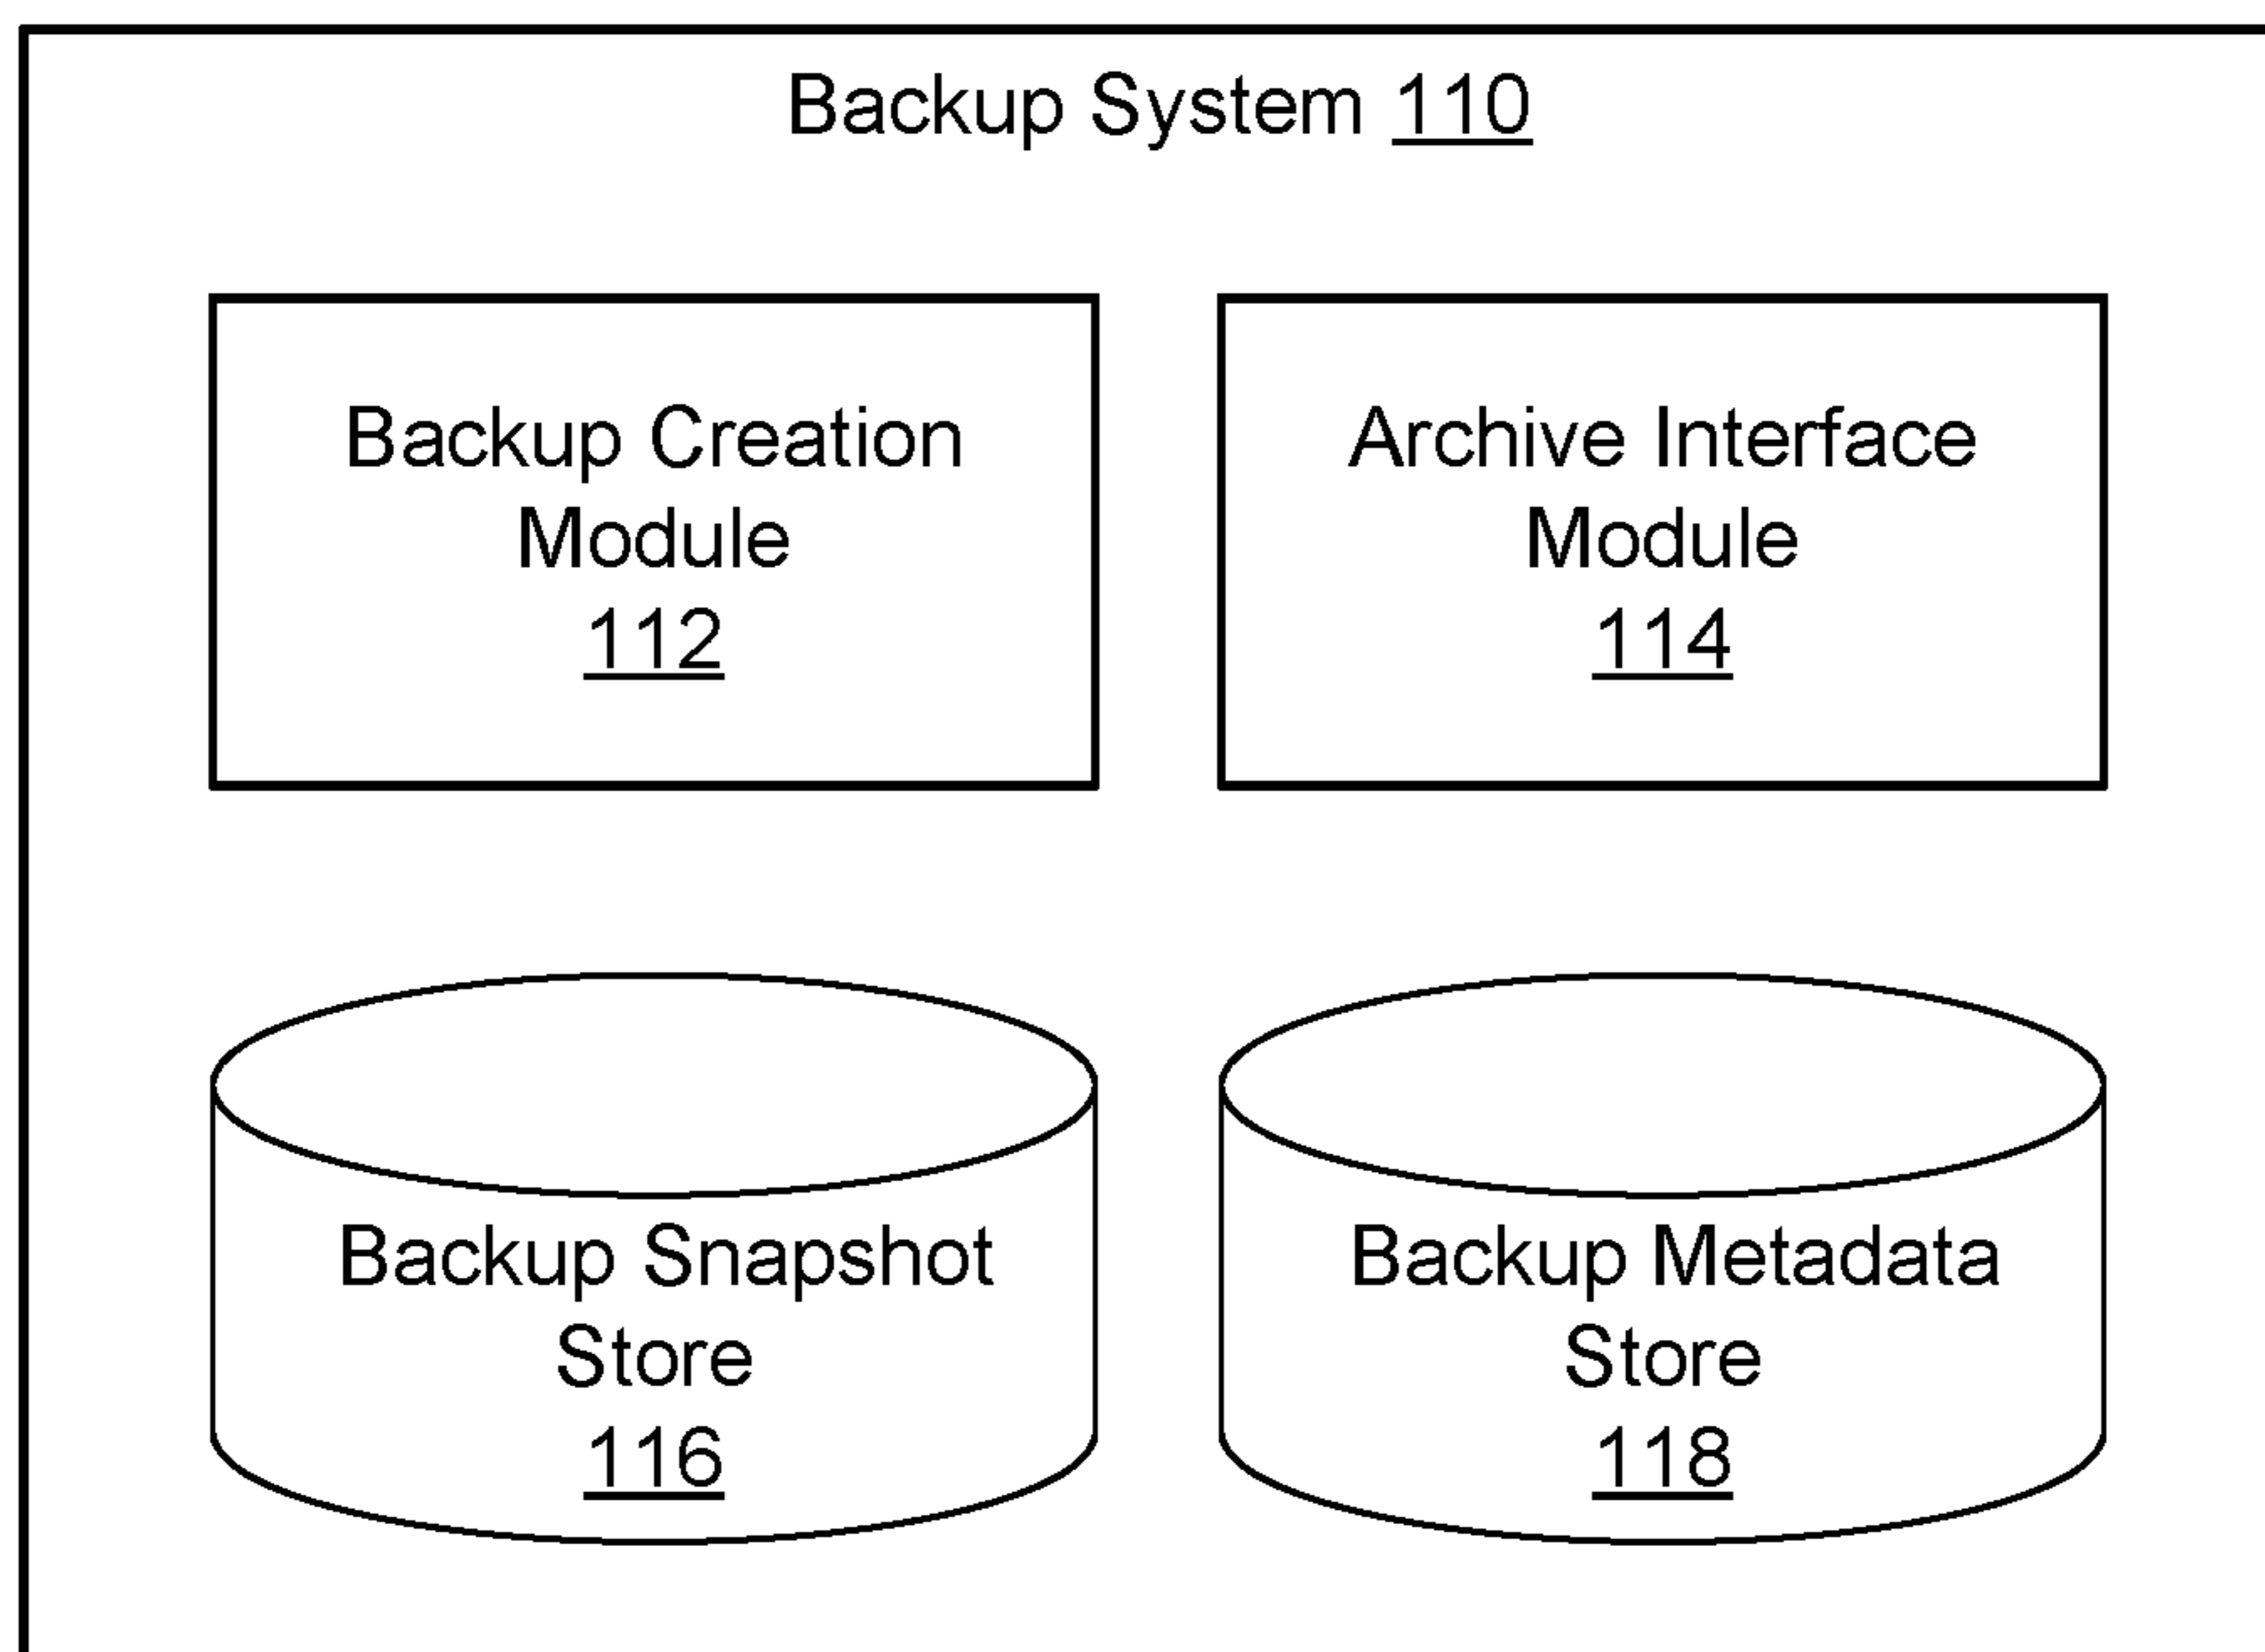 Backup System 110
Backup Creation
Module
112
Archive Interface
Module
114
Backup Snapshot
Store
116
Backup Metadata
Store
118